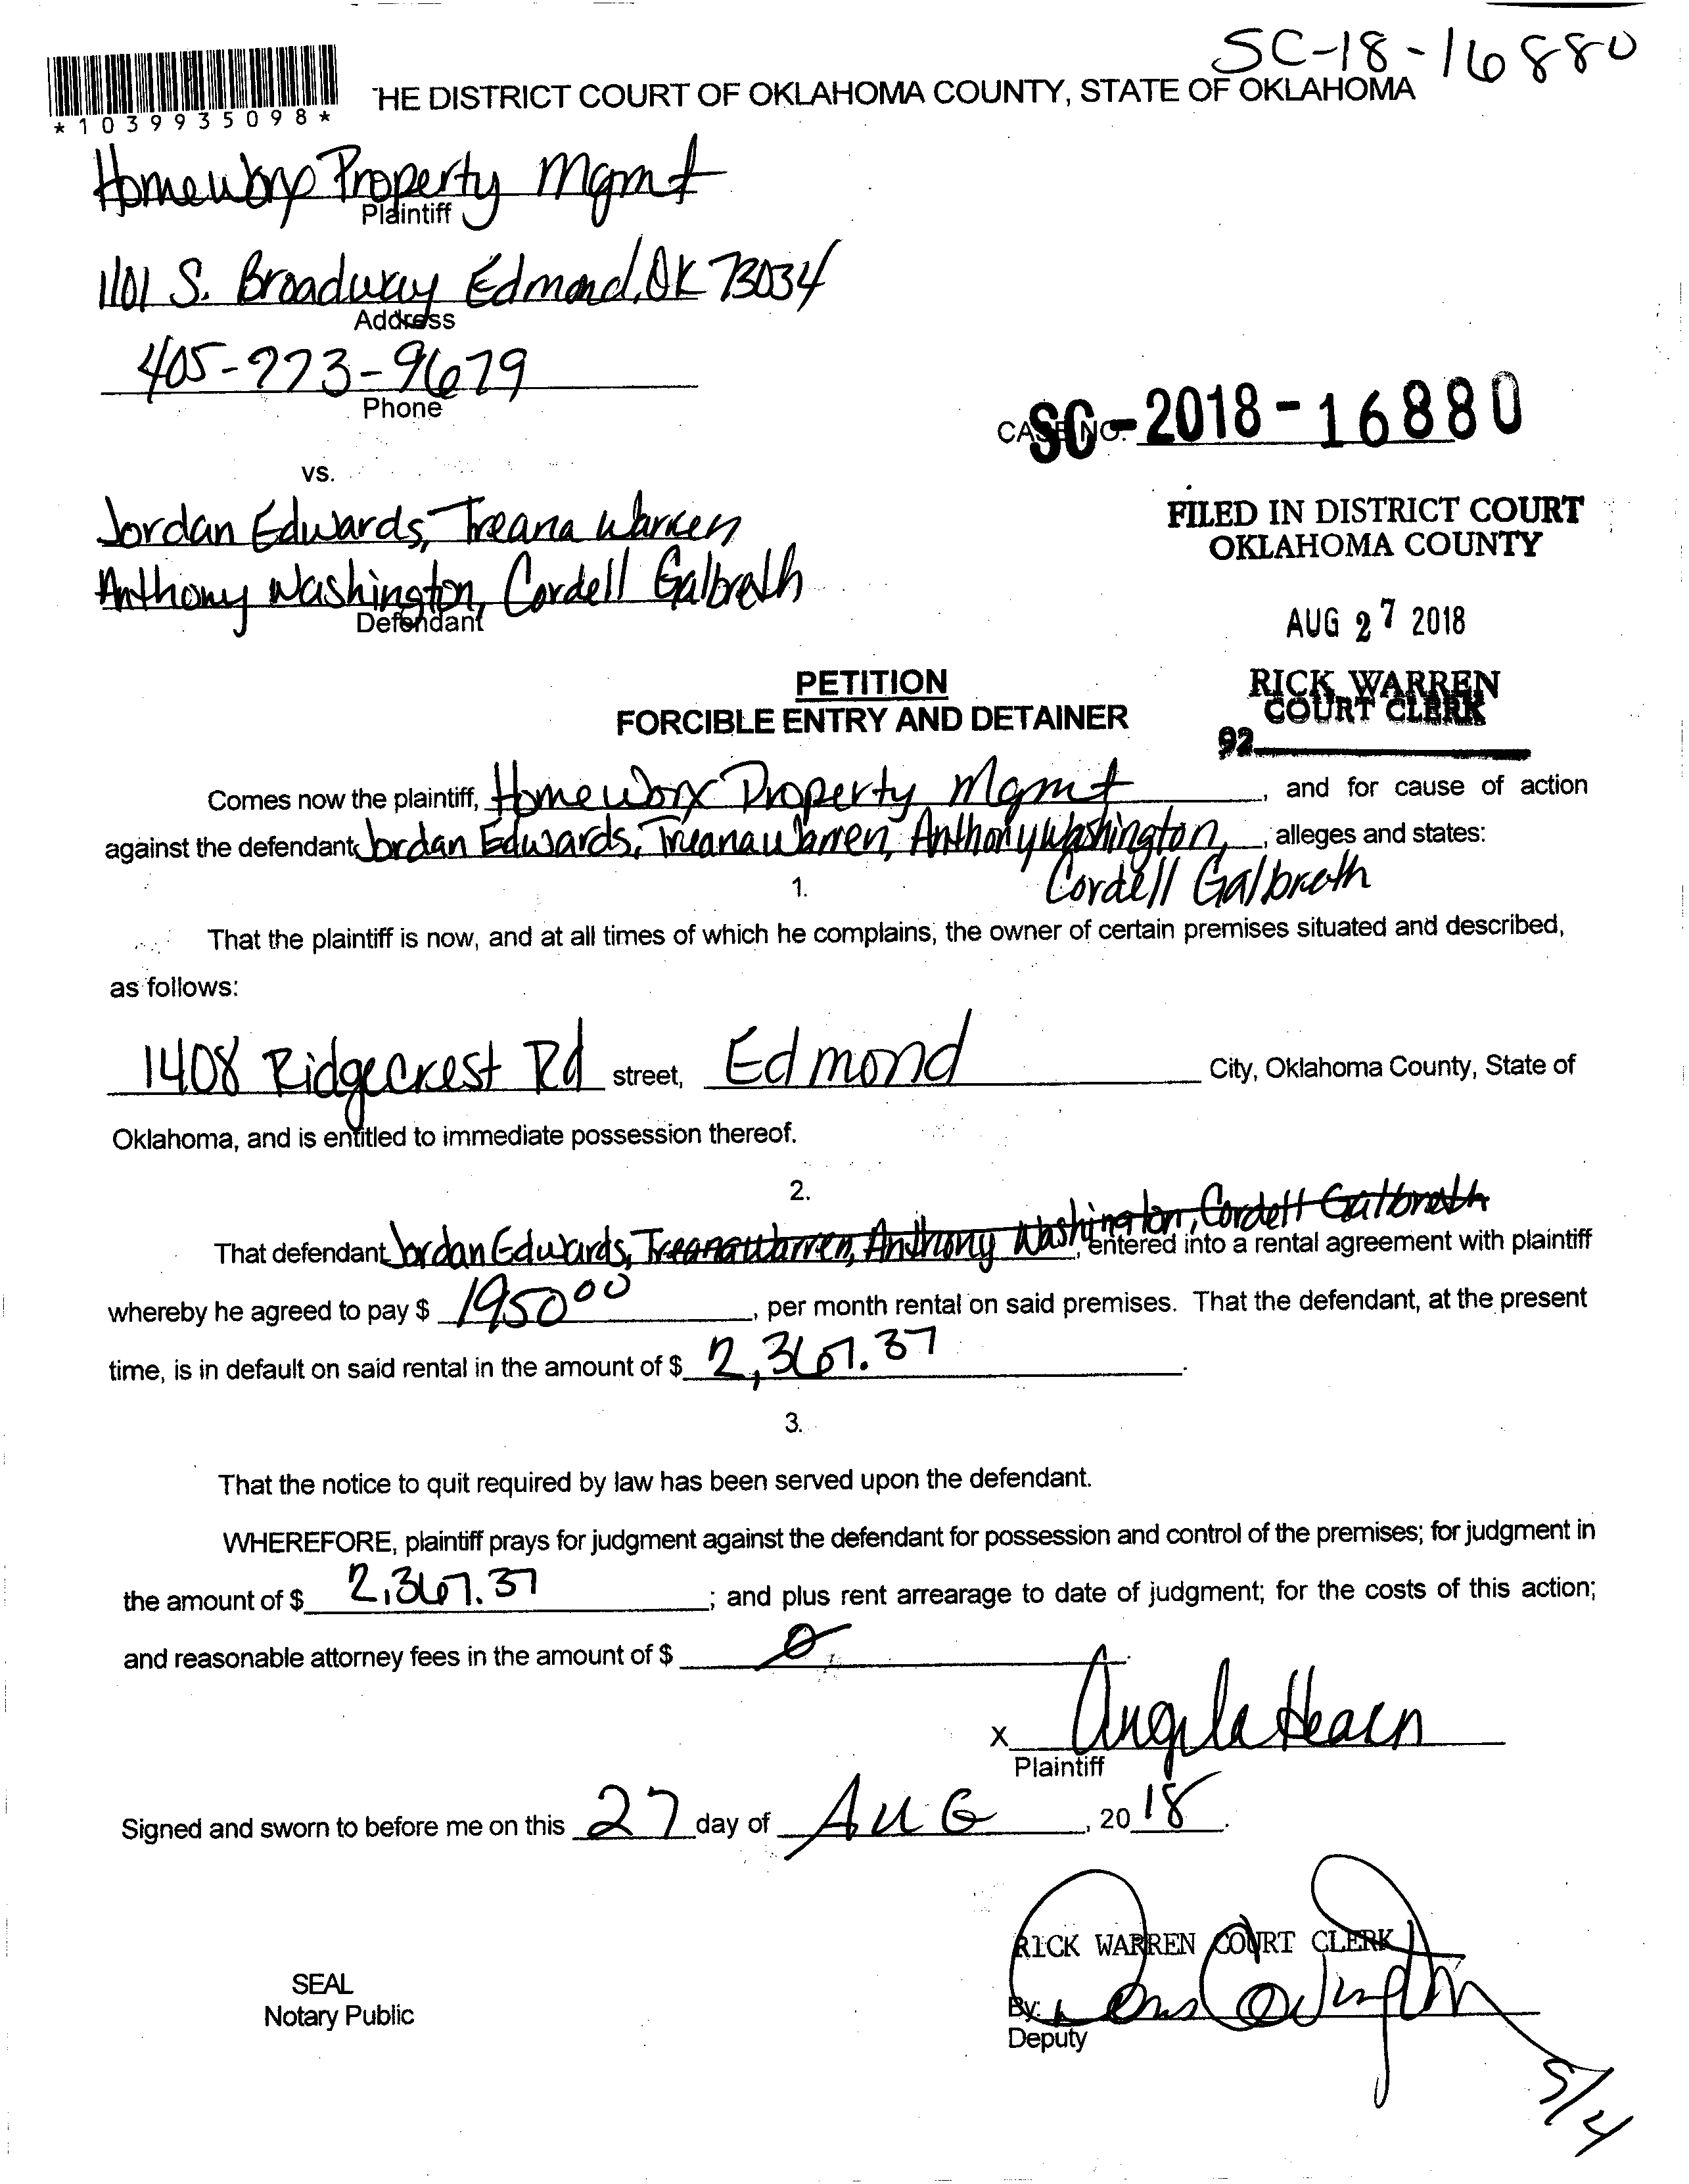 SC-18-16880
*1039935098*
THE DISTRICT COURT OF OKLAHOMA COUNTY, STATE OF OKLAHOMA
Homeworx Property Mgmt
Plaintiff
1101 S. Broadway Edmond, OK 73034
Address
405-273-9679
Phone
CASE NO. SC-2018-16880
vs.
Jordan Edwards, Treana Warren
Anthony Washington, Cordell Galbreth
Defendant
FILED IN DISTRICT COURT
OKLAHOMA COUNTY
AUG 27 2018
RICK WARREN
COURT CLERK
92
PETITION
FORCIBLE ENTRY AND DETAINER
Comes now the plaintiff, Homeworx Property Mgmt, and for cause of action
against the defendant, Jordan Edwards, Treana Warren, Anthony Washington, alleges and states:
Cordell Galbreth
1.
That the plaintiff is now, and at all times of which he complains, the owner of certain premises situated and described,
as follows:
1408 Ridgecrest Rd street, Edmond City, Oklahoma County, State of
Oklahoma, and is entitled to immediate possession thereof.
2.
That defendant Jordan Edwards, Treana Warren, Anthony Washington, Cordell Galbreth, entered into a rental agreement with plaintiff
whereby he agreed to pay $ 1950 00, per month rental on said premises. That the defendant, at the present
time, is in default on said rental in the amount of $ 2,367.37.
3.
That the notice to quit required by law has been served upon the defendant.
WHEREFORE, plaintiff prays for judgment against the defendant for possession and control of the premises; for judgment in
the amount of $ 2,367.37; and plus rent arrearage to date of judgment; for the costs of this action;
and reasonable attorney fees in the amount of $ 0
x Angela Hearn
Plaintiff
Signed and sworn to before me on this 27 day of AUG, 2018.
RICK WARREN COURT CLERK
SEAL
Notary Public
By:
Deputy
5/4